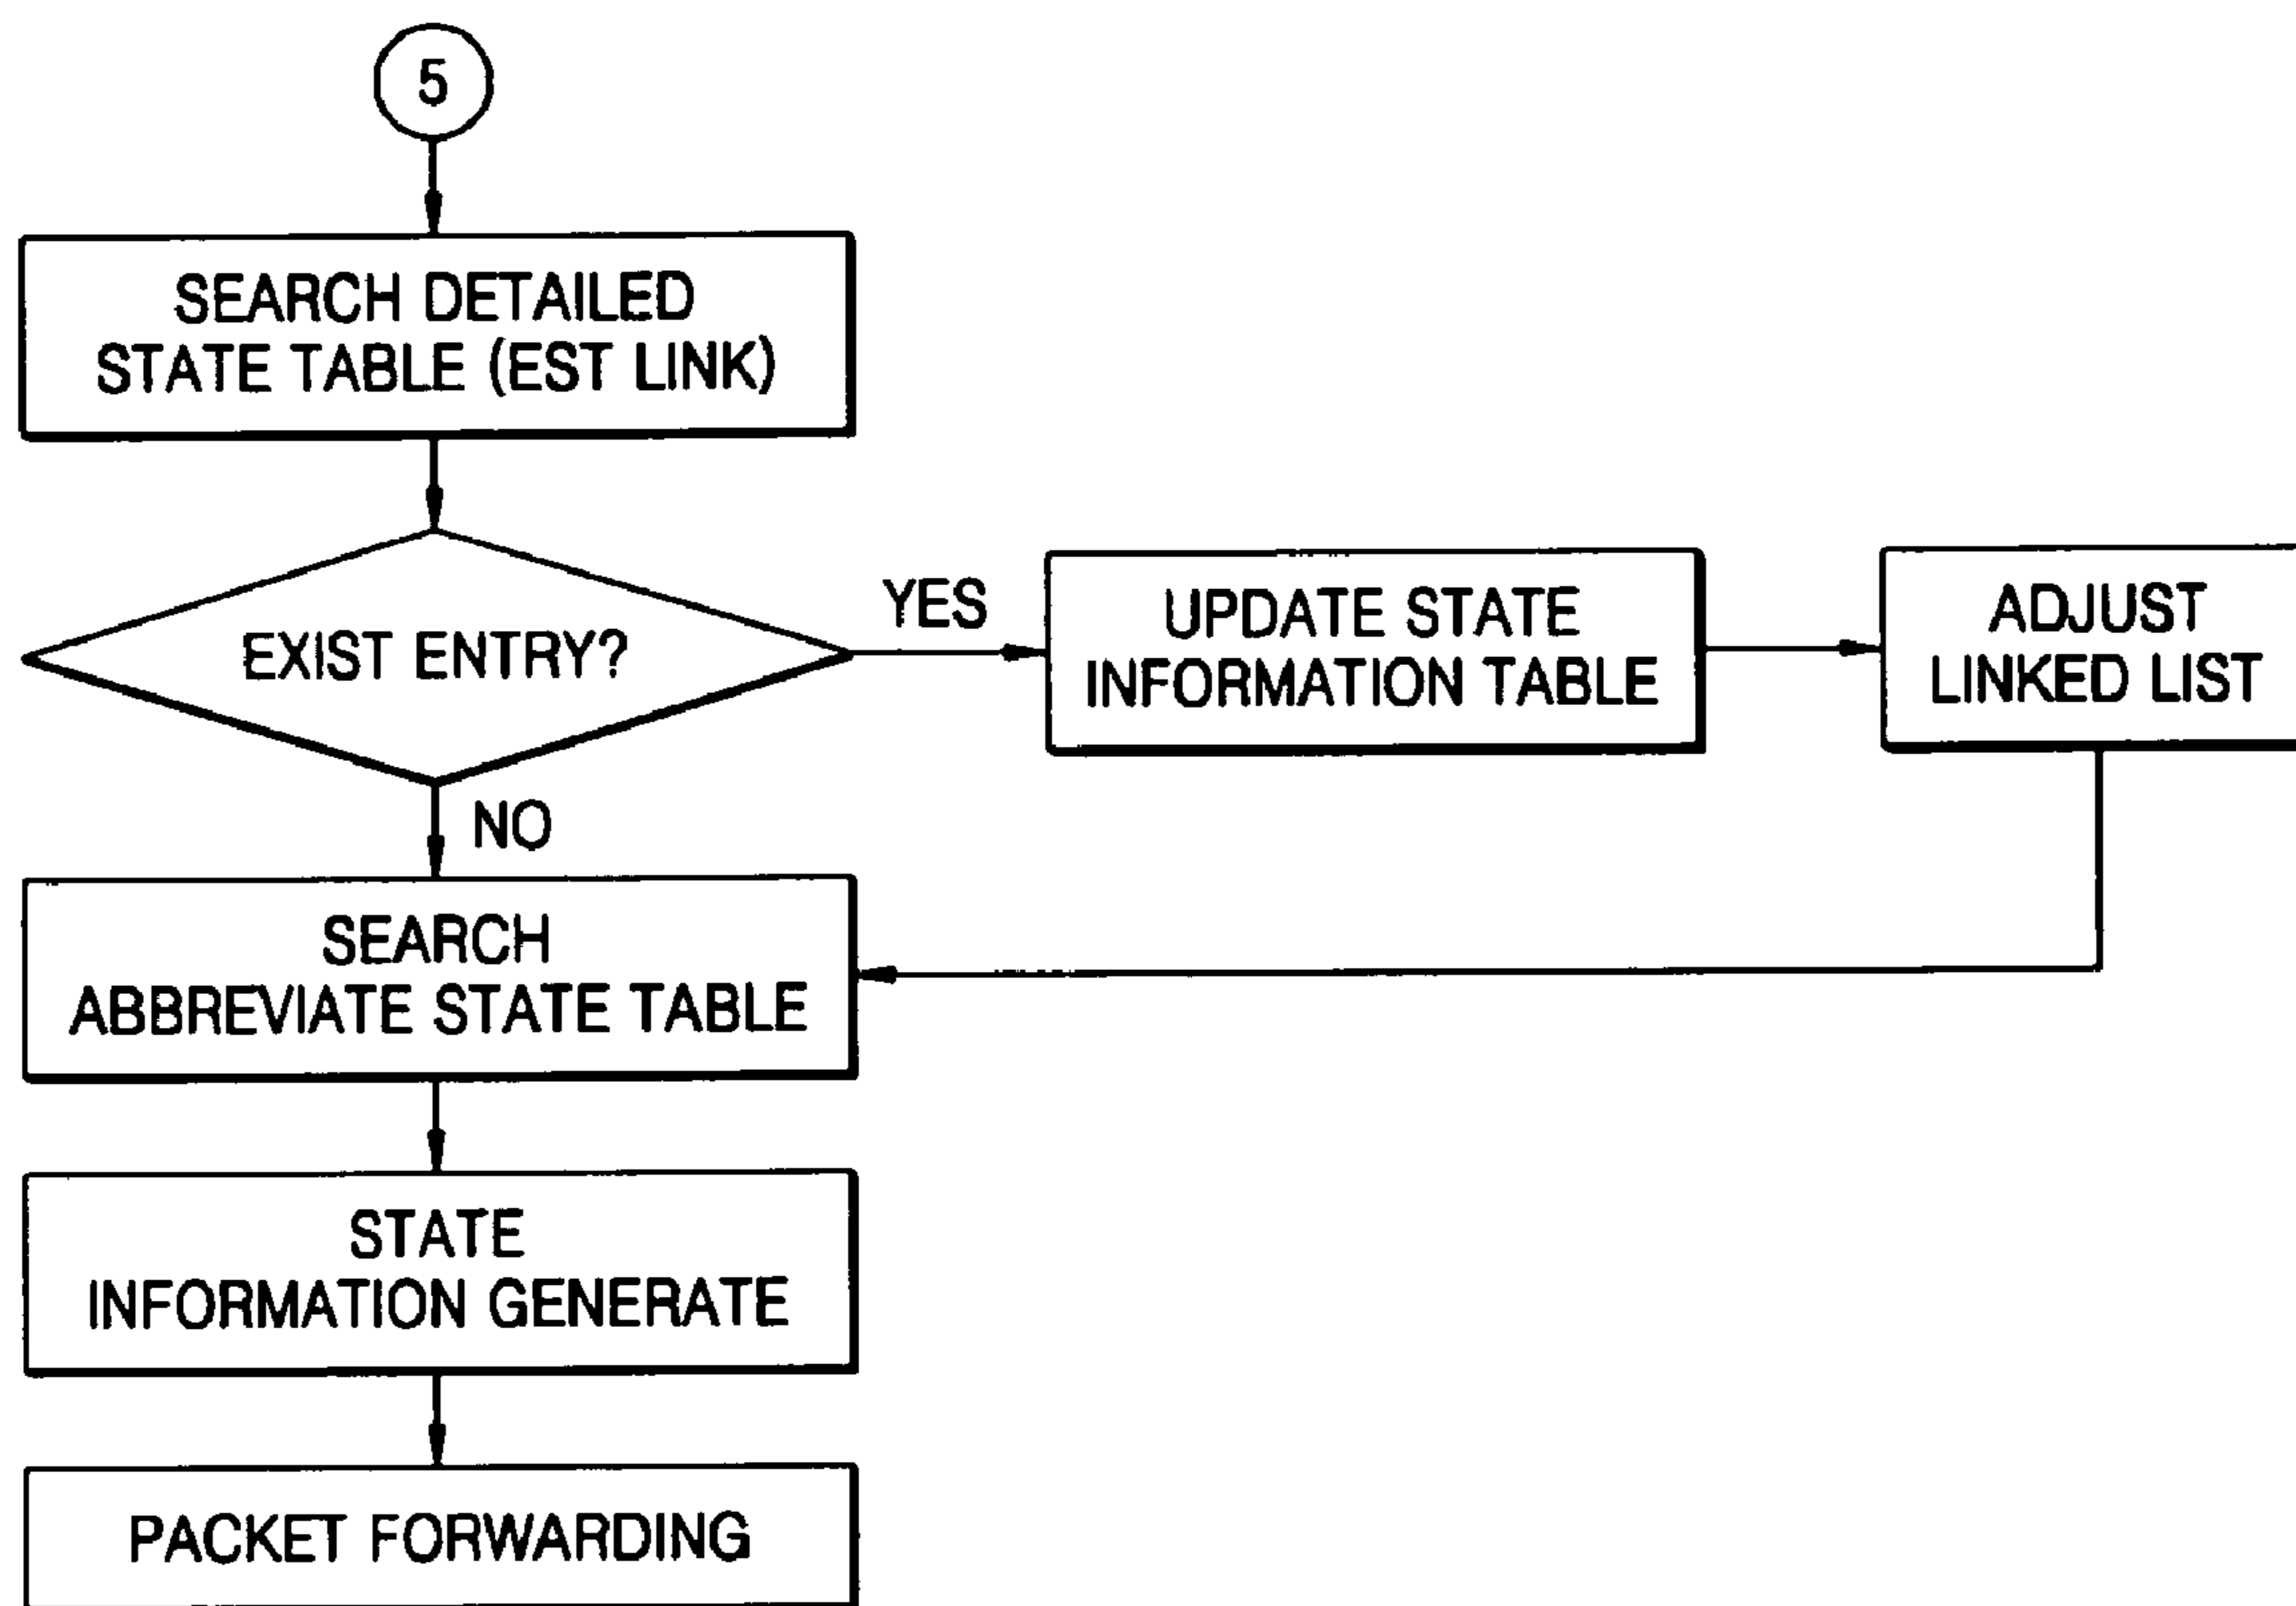 5
SEARCH DETAILED
STATE TABLE (EST LINK)
EXIST ENTRY?
YES
UPDATE STATE
INFORMATION TABLE
ADJUST
LINKED LIST
NO
SEARCH
ABBREVIATE STATE TABLE
STATE
INFORMATION GENERATE
PACKET FORWARDING